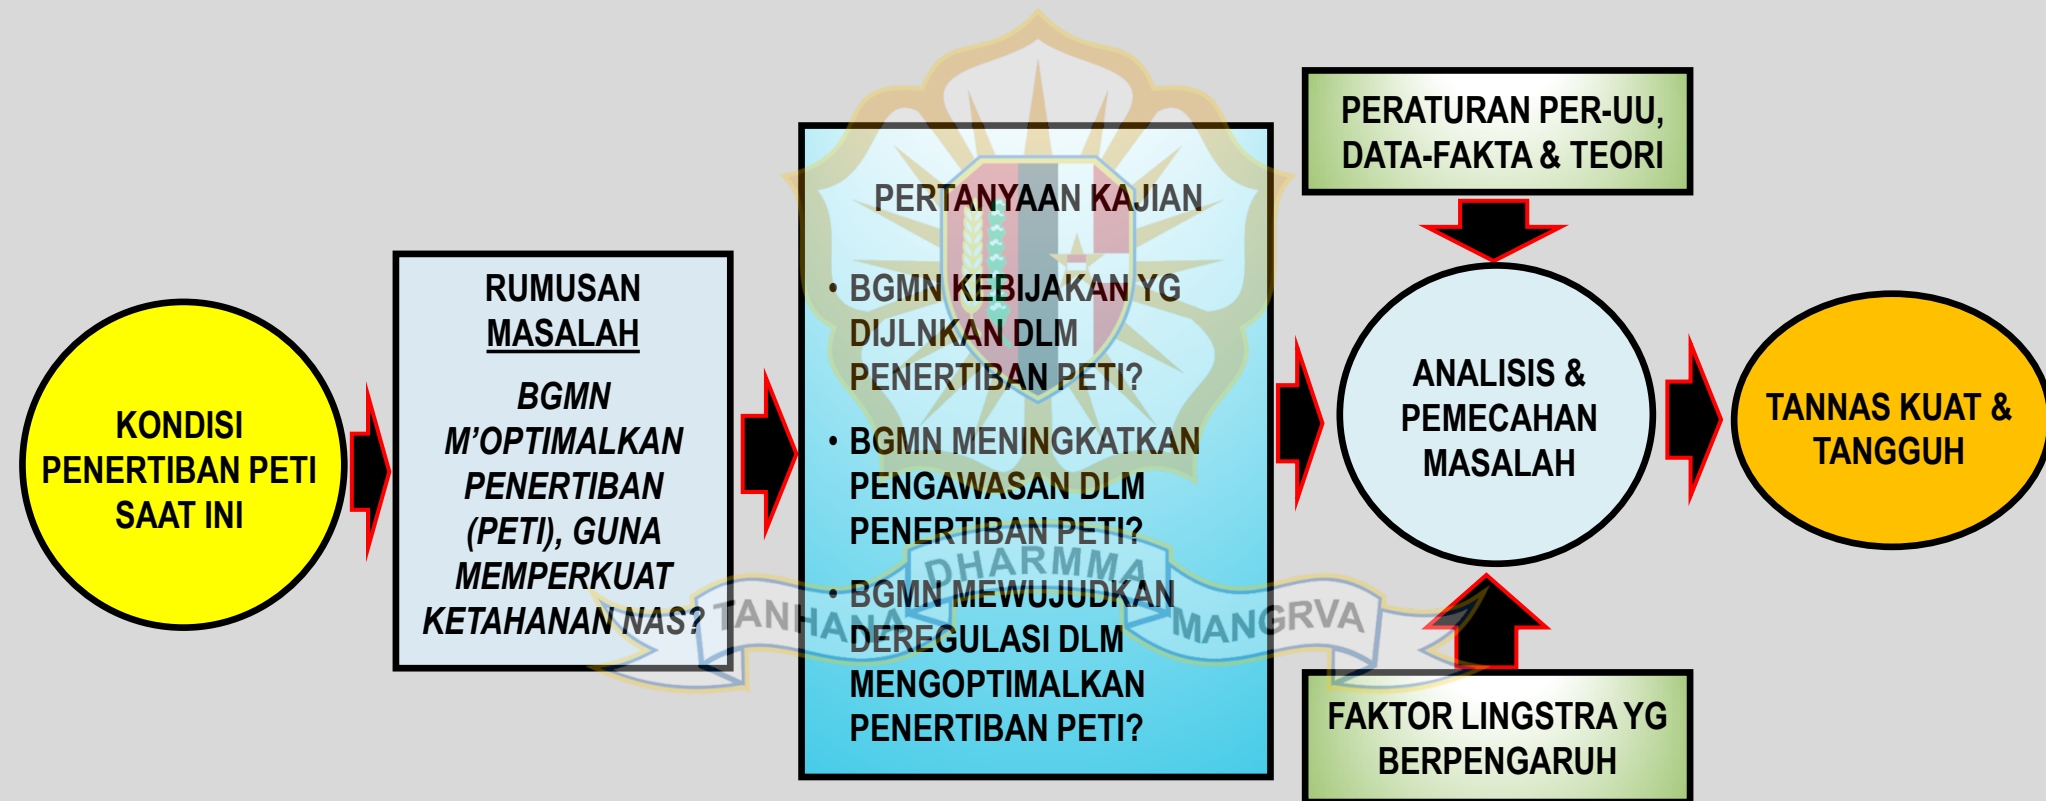 KONDISI
PENERTIBAN PETI
SAAT INI
RUMUSAN
MASALAH
BGMN
M’OPTIMALKAN
PENERTIBAN
(PETI), GUNA
MEMPERKUAT
KETAHANAN NAS?
PERTANYAAN KAJIAN
• BGMN KEBIJAKAN YG
DIJLNKAN DLM
PENERTIBAN PETI?
• BGMN MENINGKATKAN
PENGAWASAN DLM
PENERTIBAN PETI?
• BGMN MEWUJUDKAN
DEREGULASI DLM
MENGOPTIMALKAN
PENERTIBAN PETI?
PERATURAN PER-UU,
DATA-FAKTA & TEORI
ANALISIS &
PEMECAHAN
MASALAH
FAKTOR LINGSTRA YG
BERPENGARUH
TANNAS KUAT &
TANGGUH
TANHANA DHARMMA MANGRVA